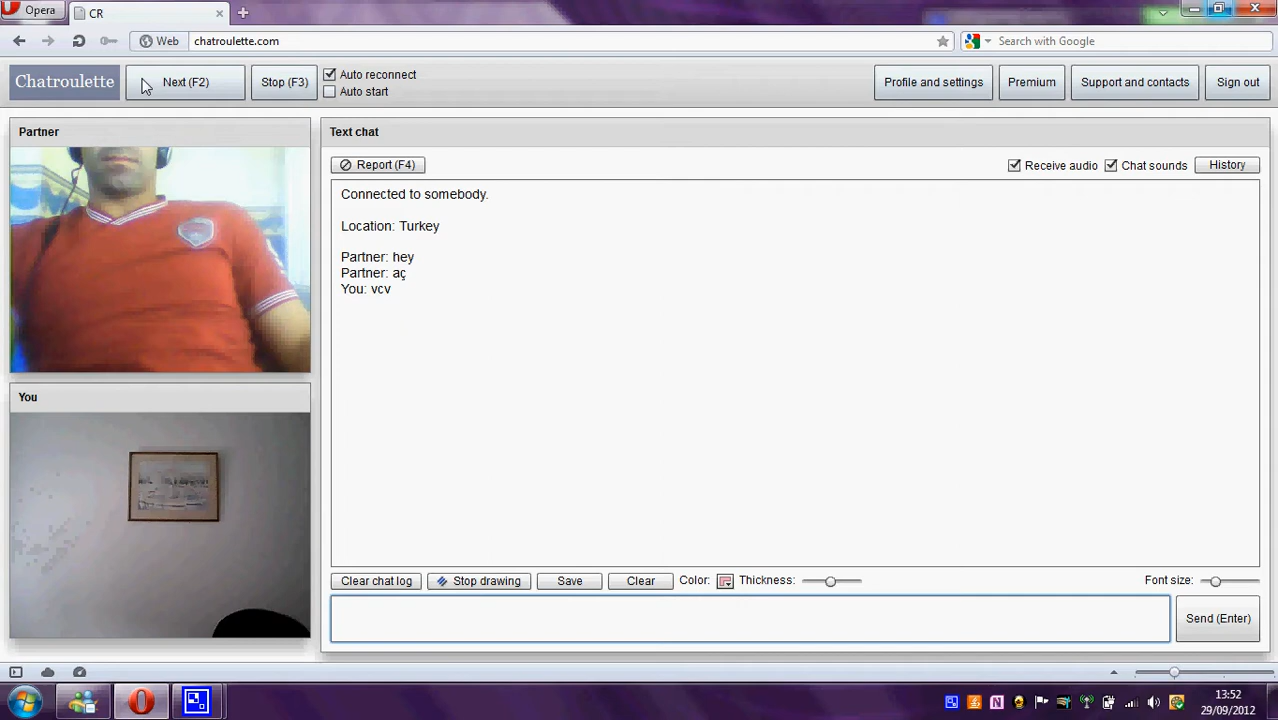 Opera
CR
Web
chatroulette.com
Search with Google
Chatroulette
Next (F2)
Stop (F3)
Auto reconnect
Auto start
Profile and settings
Premium
Support and contacts
Sign out
Partner
Text chat
Report (F4)
Receive audio
Chat sounds
History
Connected to somebody.
Location: Turkey
Partner: hey
Partner: aç
You: vcv
You
Clear chat log
Stop drawing
Save
Clear
Color:
Thickness:
Font size:
Send (Enter)
13:52
29/09/2012